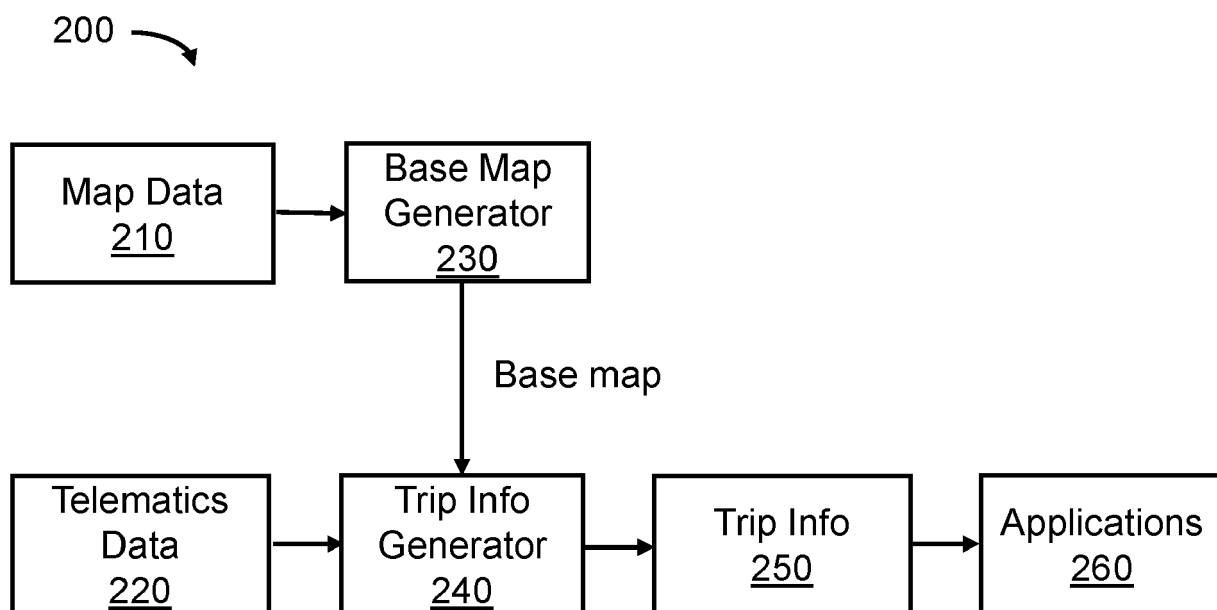 200
Map Data
210
Base Map
Generator
230
Base map
Telematics
Data
220
Trip Info
Generator
240
Trip Info
250
Applications
260